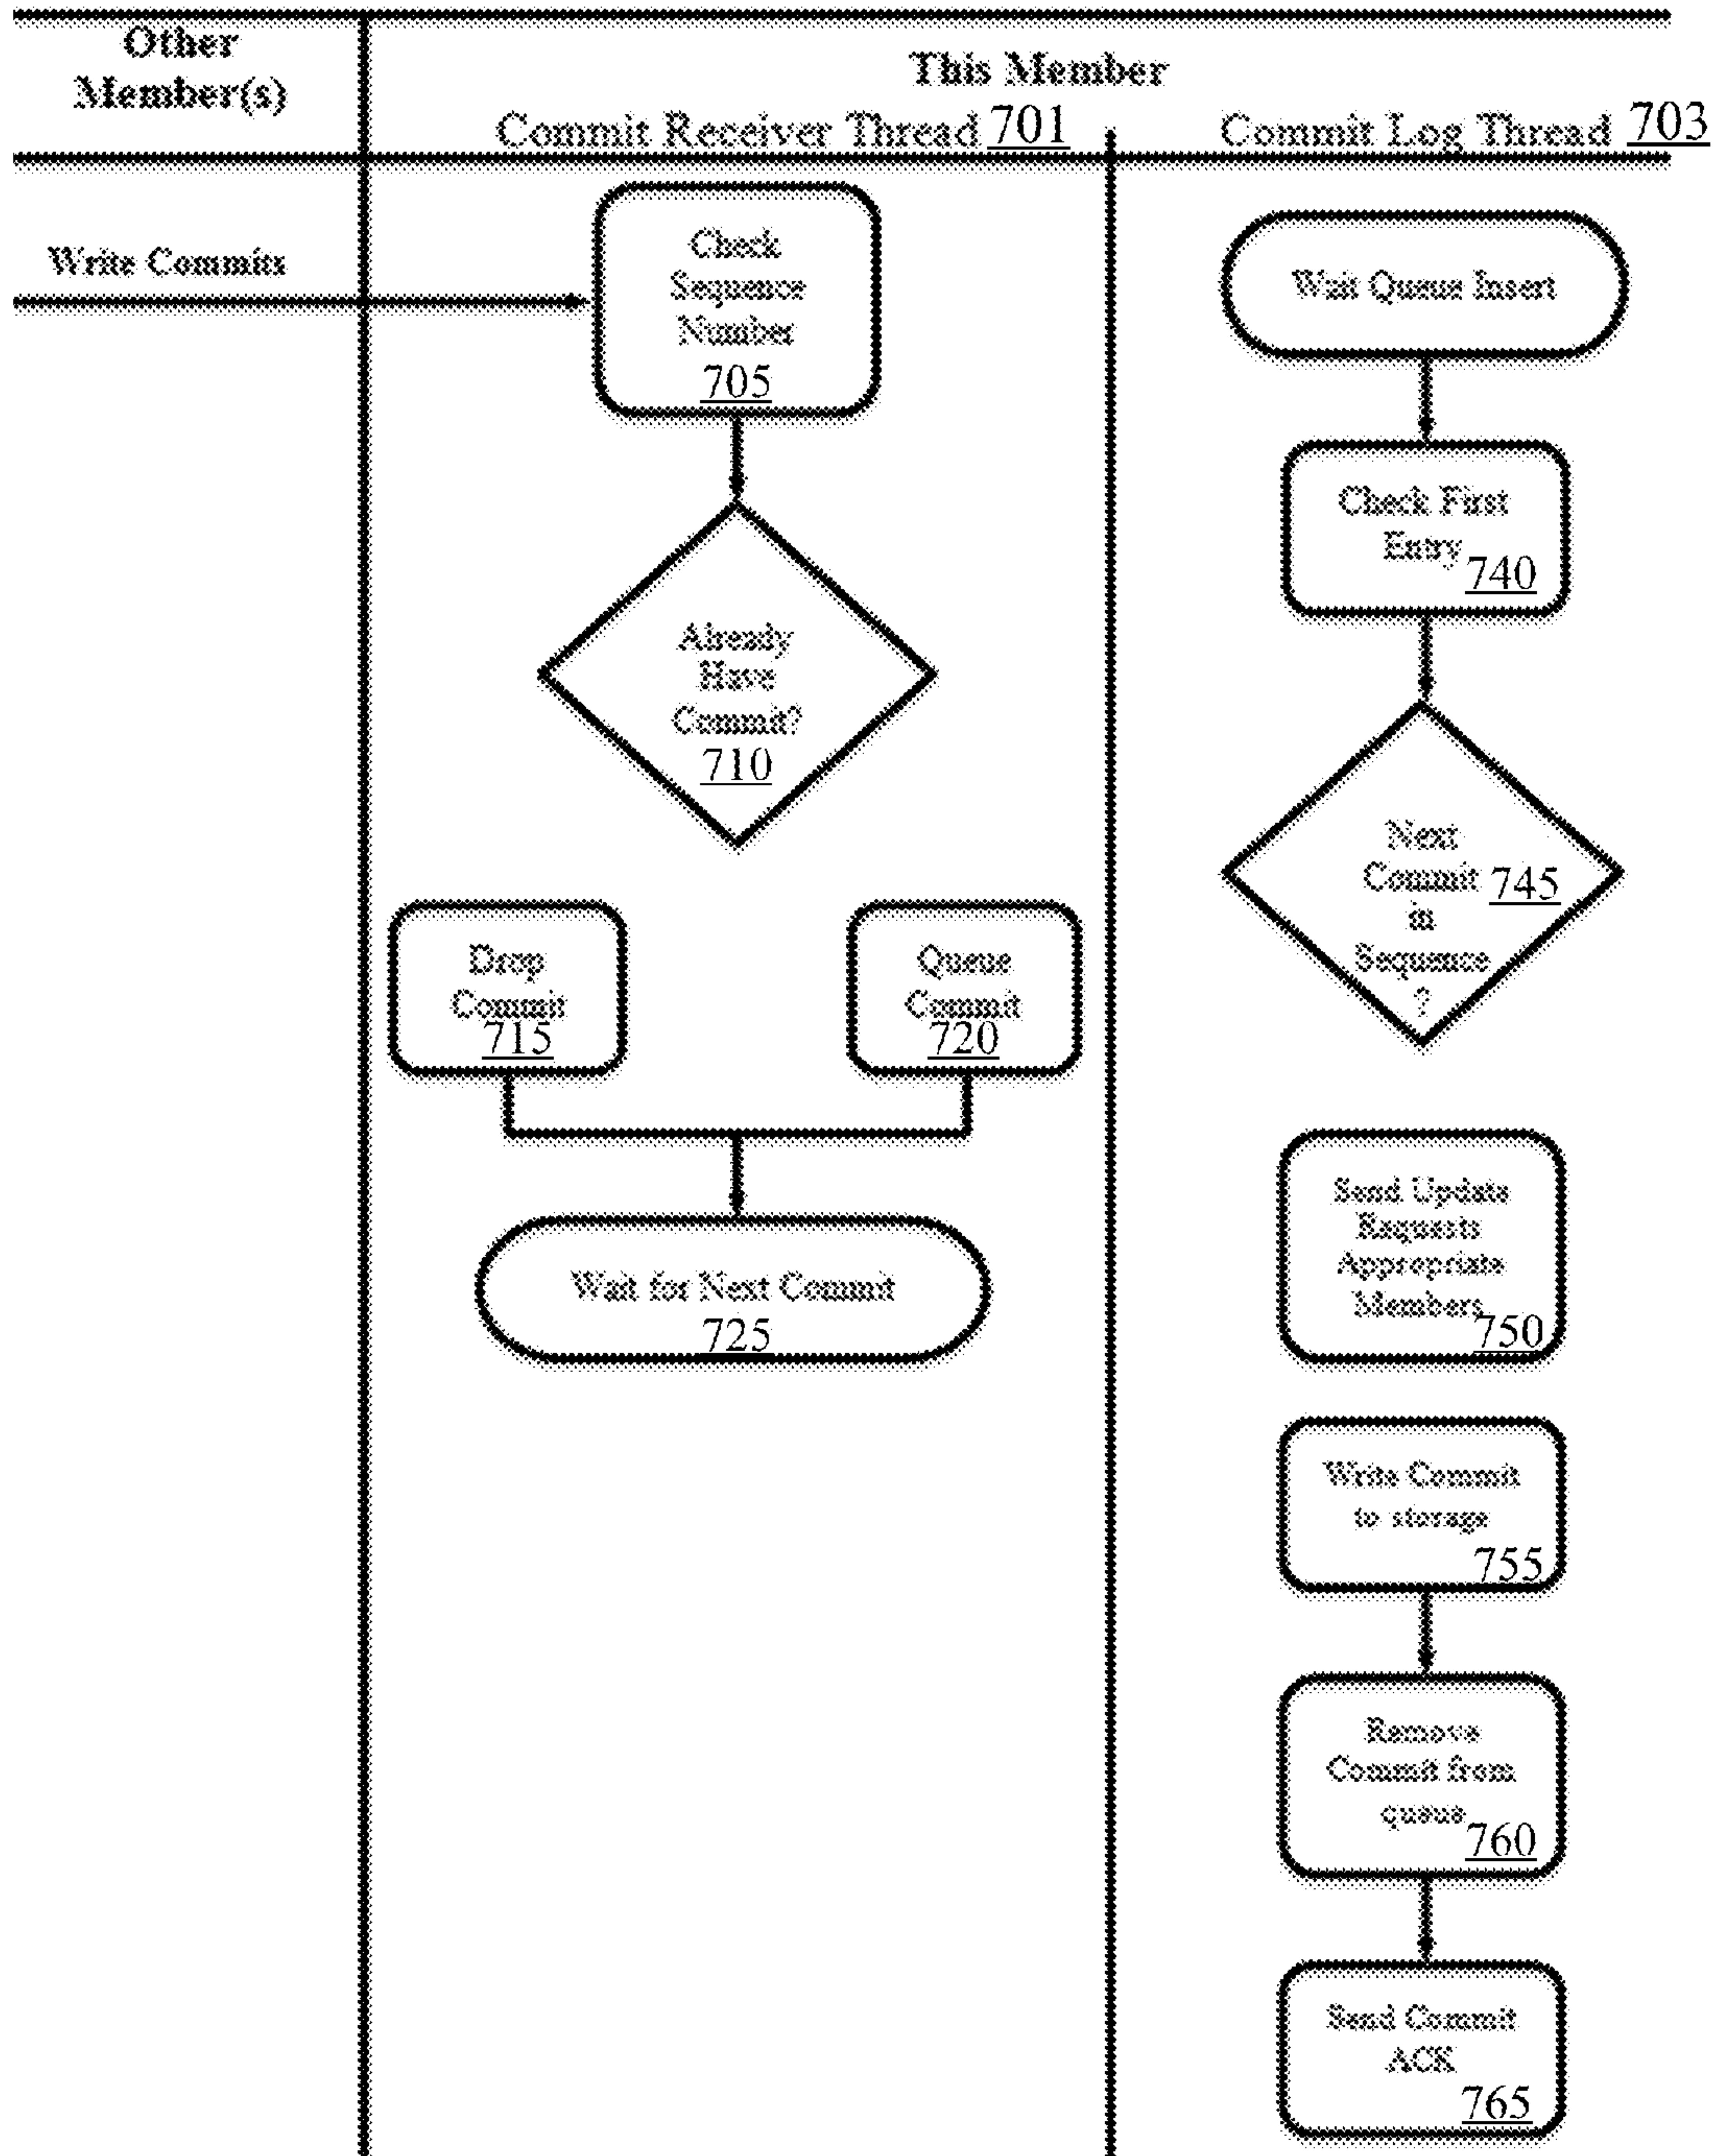 Other
Member(s)
This Member
Commit Receiver Thread 701
Commit Log Thread 703
Write Commits
Check
Sequence
Number
705
Already
Have
Commit?
710
Drop
Commit
715
Queue
Commit
720
Wait for Next Commit
725
Wait Queue Insert
Check First
Entry
740
Next
Commit 745
in
Sequence
?
Send Update
Requests
Appropriate
Members
750
Write Commit
to storage
755
Remove
Commit from
queue
760
Send Commit
ACK
765